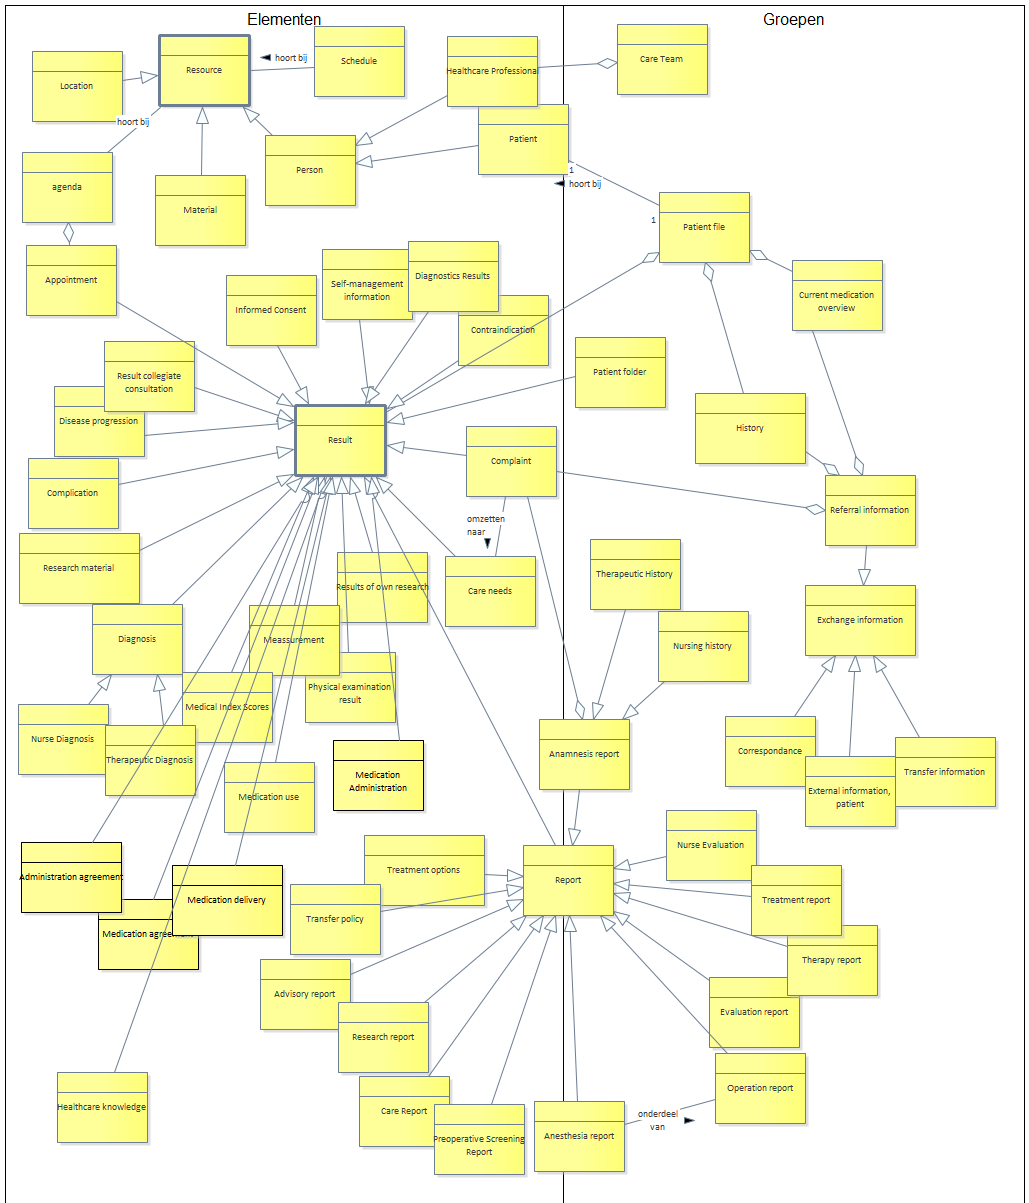 Elementen
Groepen
Resource
hoort bij
Schedule
Location
hoort bij
Healthcare Professional
Care Team
Patient
Person
agenda
Material
1
hoort bij
1
Patient file
Appointment
Informed Consent
Self-management
information
Diagnostics Results
Contraindication
Current medication
overview
Result collegiate
consultation
Disease progression
Patient folder
History
Result
Complaint
Complication
Referral information
omzetten
naar
Research material
Results of own research
Care needs
Therapeutic History
Exchange information
Diagnosis
Meassurement
Nursing history
Physical examination
result
Medical Index Scores
Nurse Diagnosis
Therapeutic Diagnosis
Anamnesis report
Correspondance
Transfer information
External information,
patient
Medication
Administration
Medication use
Nurse Evaluation
Treatment options
Report
Administration agreement
Medication delivery
Treatment report
Transfer policy
Medication agreement
Therapy report
Advisory report
Evaluation report
Research report
Operation report
Healthcare knowledge
Care Report
onderdeel
van
Preoperative Screening
Report
Anesthesia report